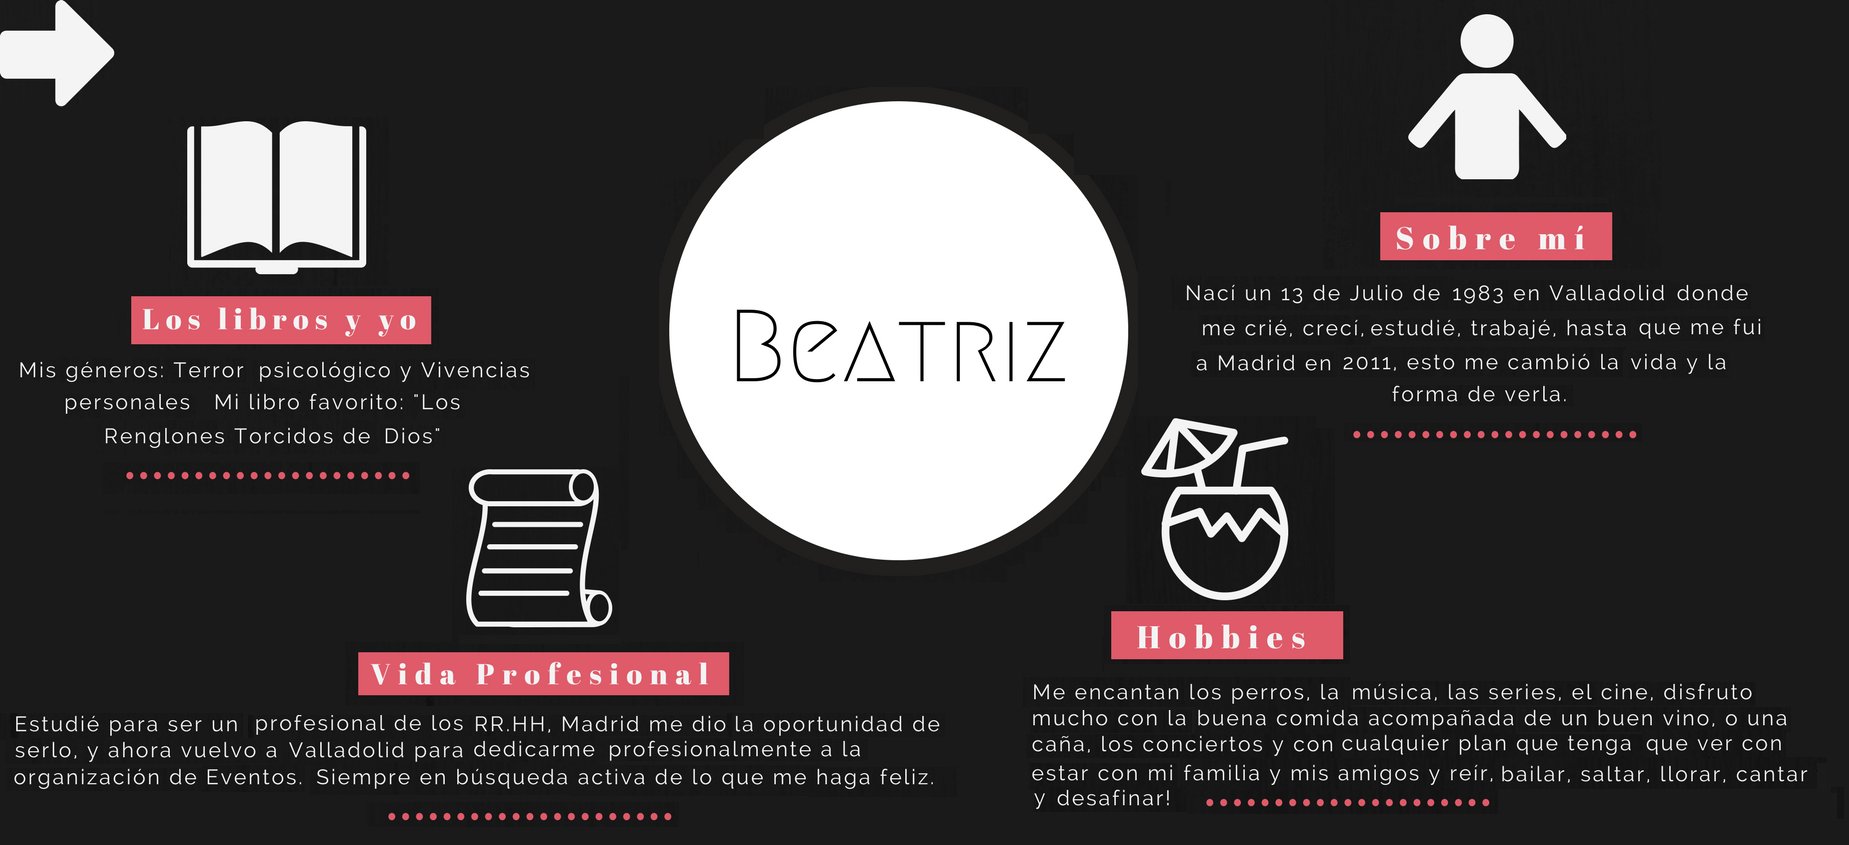 Los libros y yo
Mis géneros: Terror psicológico y Vivencias
personales Mi libro favorito: "Los
Renglones Torcidos de Dios"
Vida Profesional
Estudié para ser un profesional de los RR.HH, Madrid me dio la oportunidad de
serlo, y ahora vuelvo a Valladolid para dedicarme profesionalmente a la
organización de Eventos. Siempre en búsqueda activa de lo que me haga feliz.
Beatriz
Sobre mí
Nací un 13 de Julio de 1983 en Valladolid donde
me crié, crecí, estudié, trabajé, hasta que me fui
a Madrid en 2011, esto me cambió la vida y la
forma de verla.
Hobbies
Me encantan los perros, la música, las series, el cine, disfruto
mucho con la buena comida acompañada de un buen vino, o una
caña, los conciertos y con cualquier plan que tenga que ver con
estar con mi familia y mis amigos y reír, bailar, saltar, llorar, cantar
y desafinar!